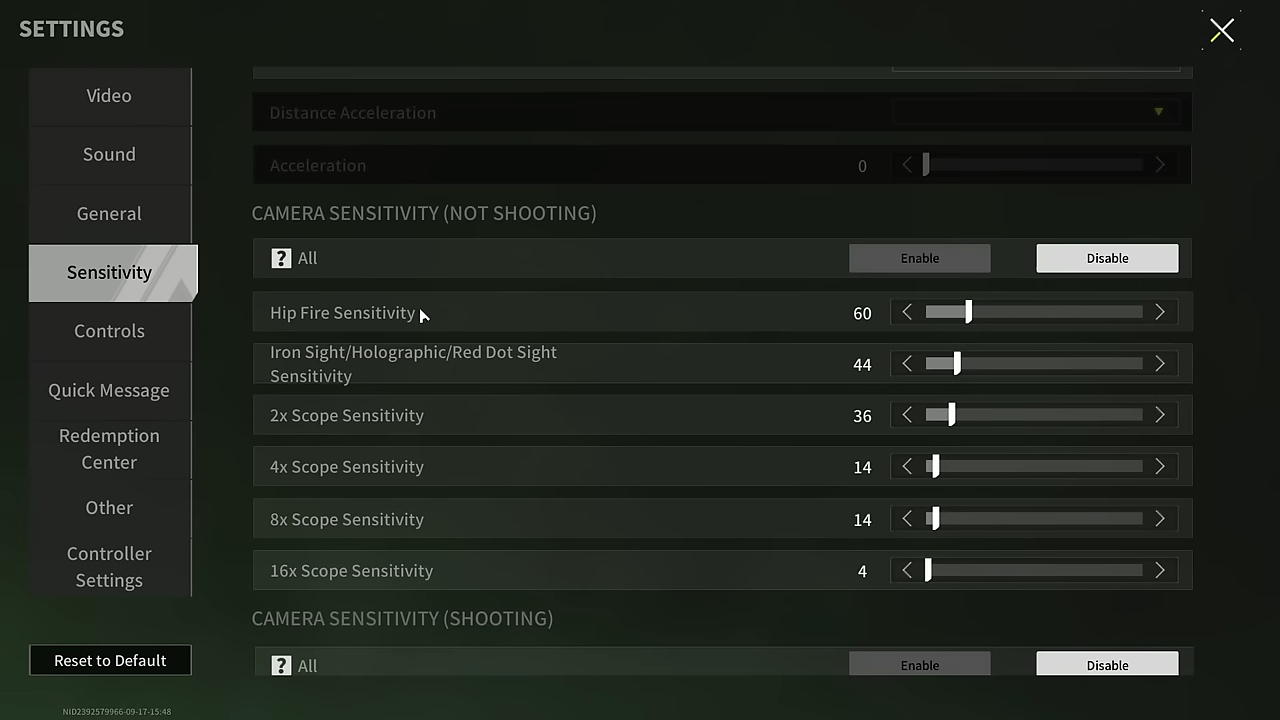 SETTINGS
Video
Sound
General
Sensitivity
Controls
Quick Message
Redemption
Center
Other
Controller
Settings
Reset to Default
NID2392579966-09-17-15:48
Distance Acceleration
Acceleration 0
CAMERA SENSITIVITY (NOT SHOOTING)
? All Enable Disable
Hip Fire Sensitivity 60
Iron Sight/Holographic/Red Dot Sight
Sensitivity 44
2x Scope Sensitivity 36
4x Scope Sensitivity 14
8x Scope Sensitivity 14
16x Scope Sensitivity 4
CAMERA SENSITIVITY (SHOOTING)
? All Enable Disable